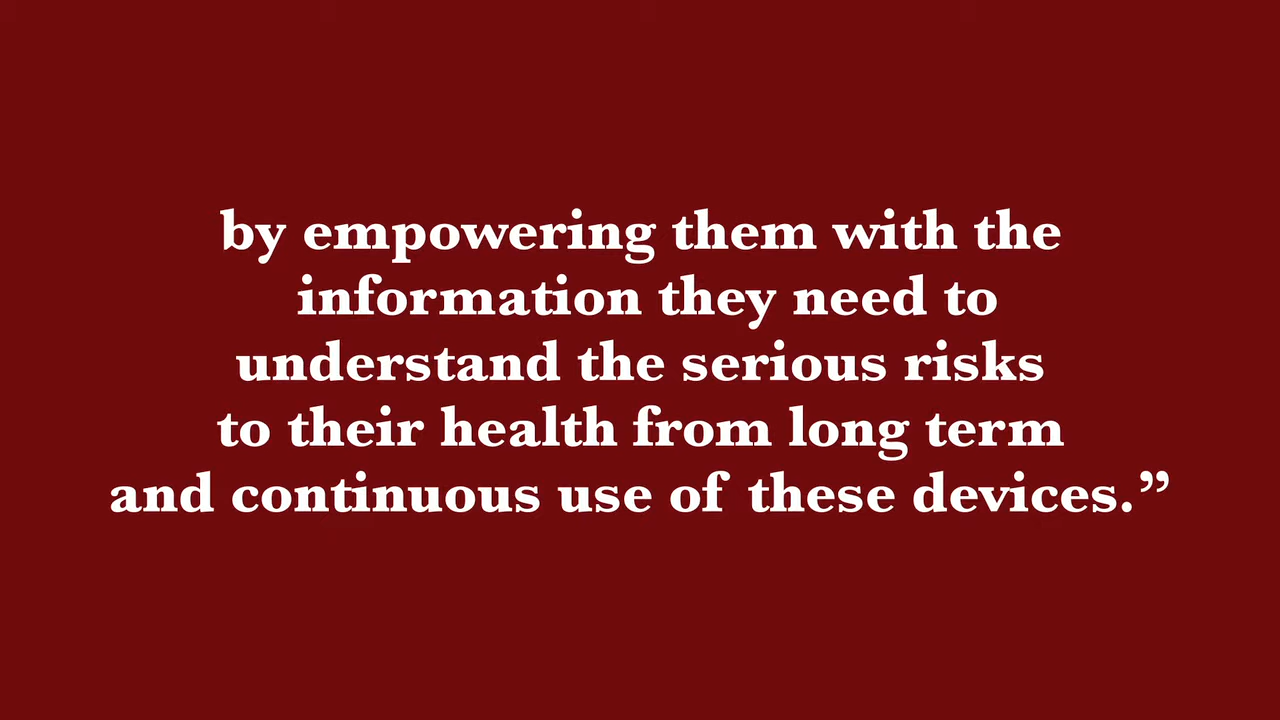 by empowering them with the
information they need to
understand the serious risks
to their health from long term
and continuous use of these devices.”